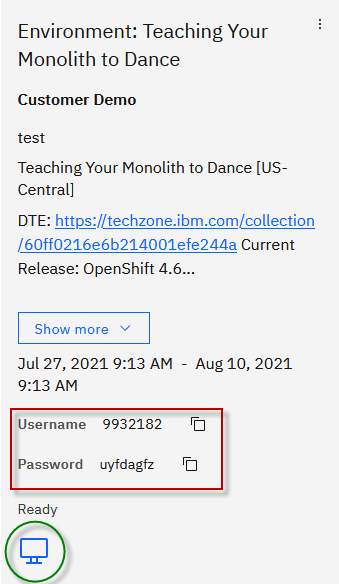 Environment: Teaching Your
Monolith to Dance
Customer Demo
test
Teaching Your Monolith to Dance [US-
Central]
DTE: https://techzone.ibm.com/collection
/60ff0216e6b214001efe244a Current
Release: OpenShift 4.6...
Show more
Jul 27, 2021 9:13 AM - Aug 10, 2021
9:13 AM
Username 9932182
Password uyfdagfz
Ready